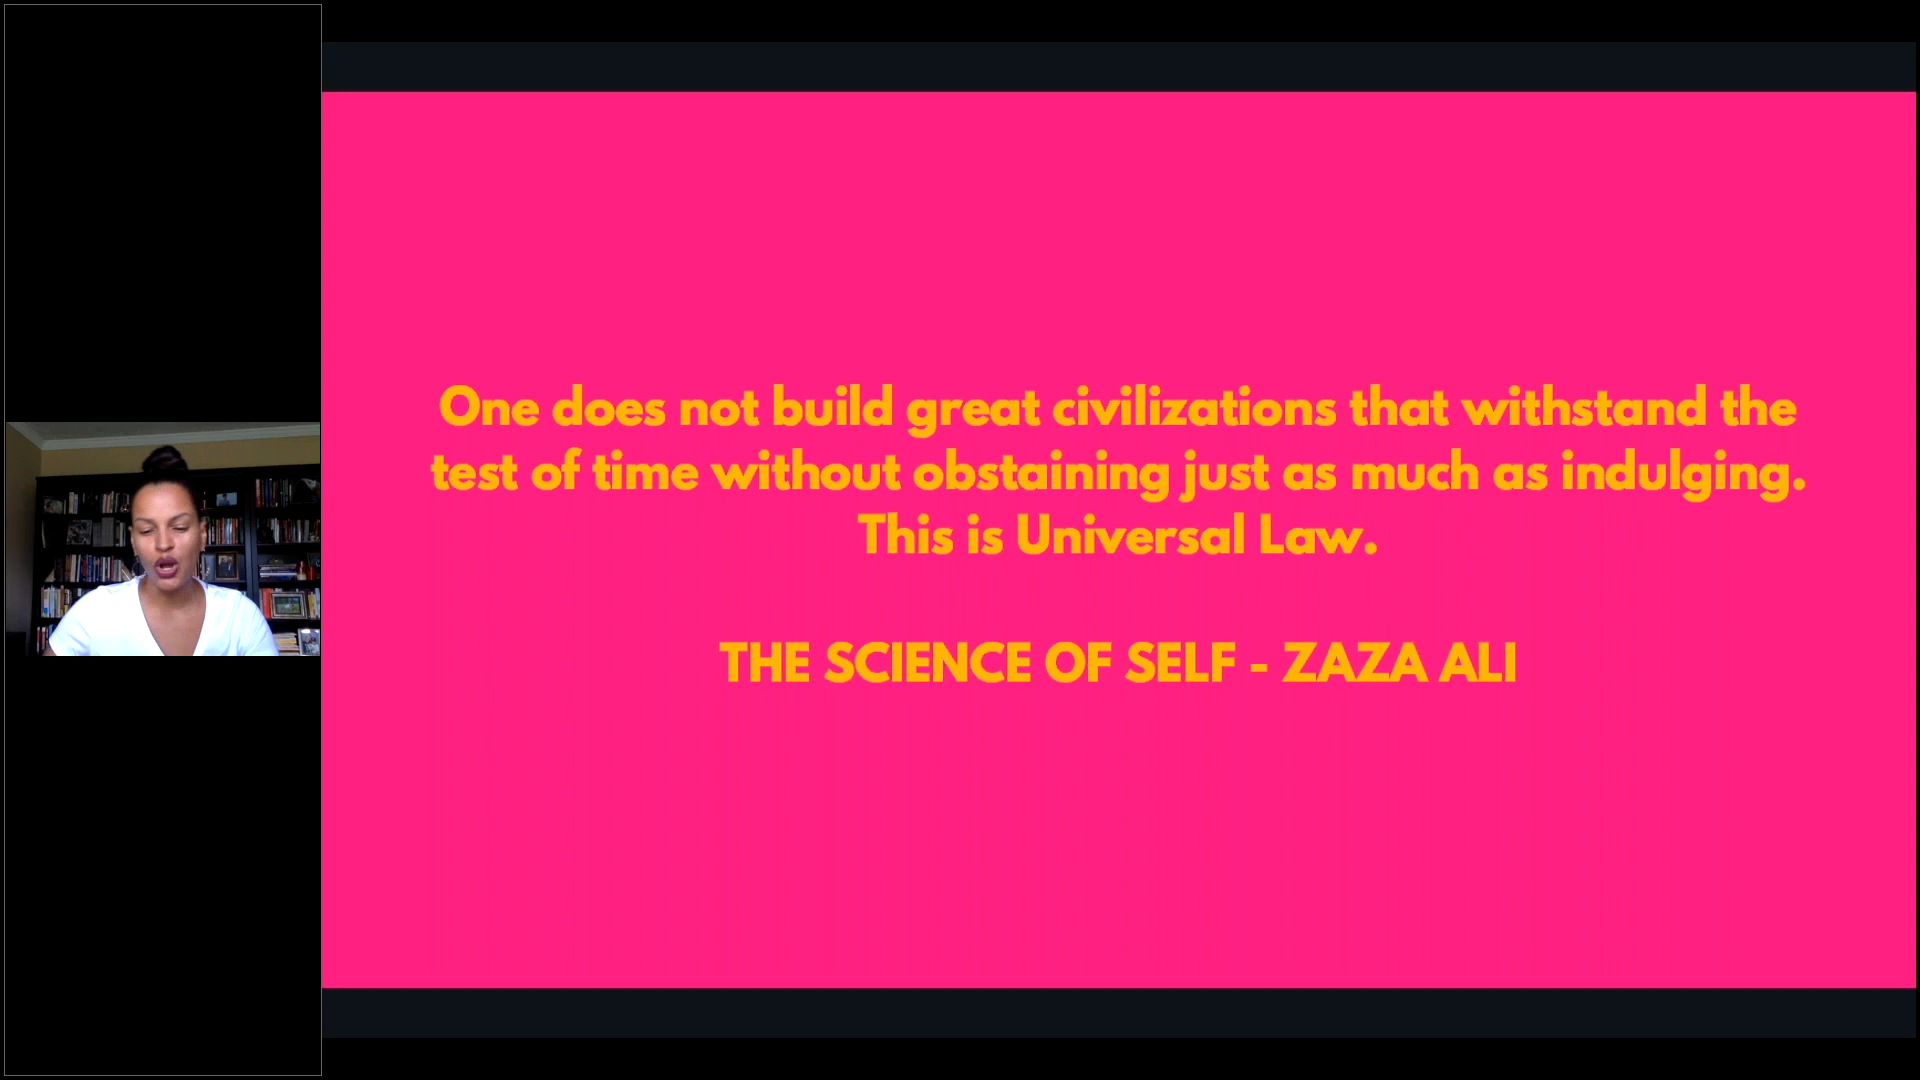 One does not build great civilizations that withstand the
test of time without obstaining just as much as indulging.
This is Universal Law.
THE SCIENCE OF SELF - ZAZA ALI